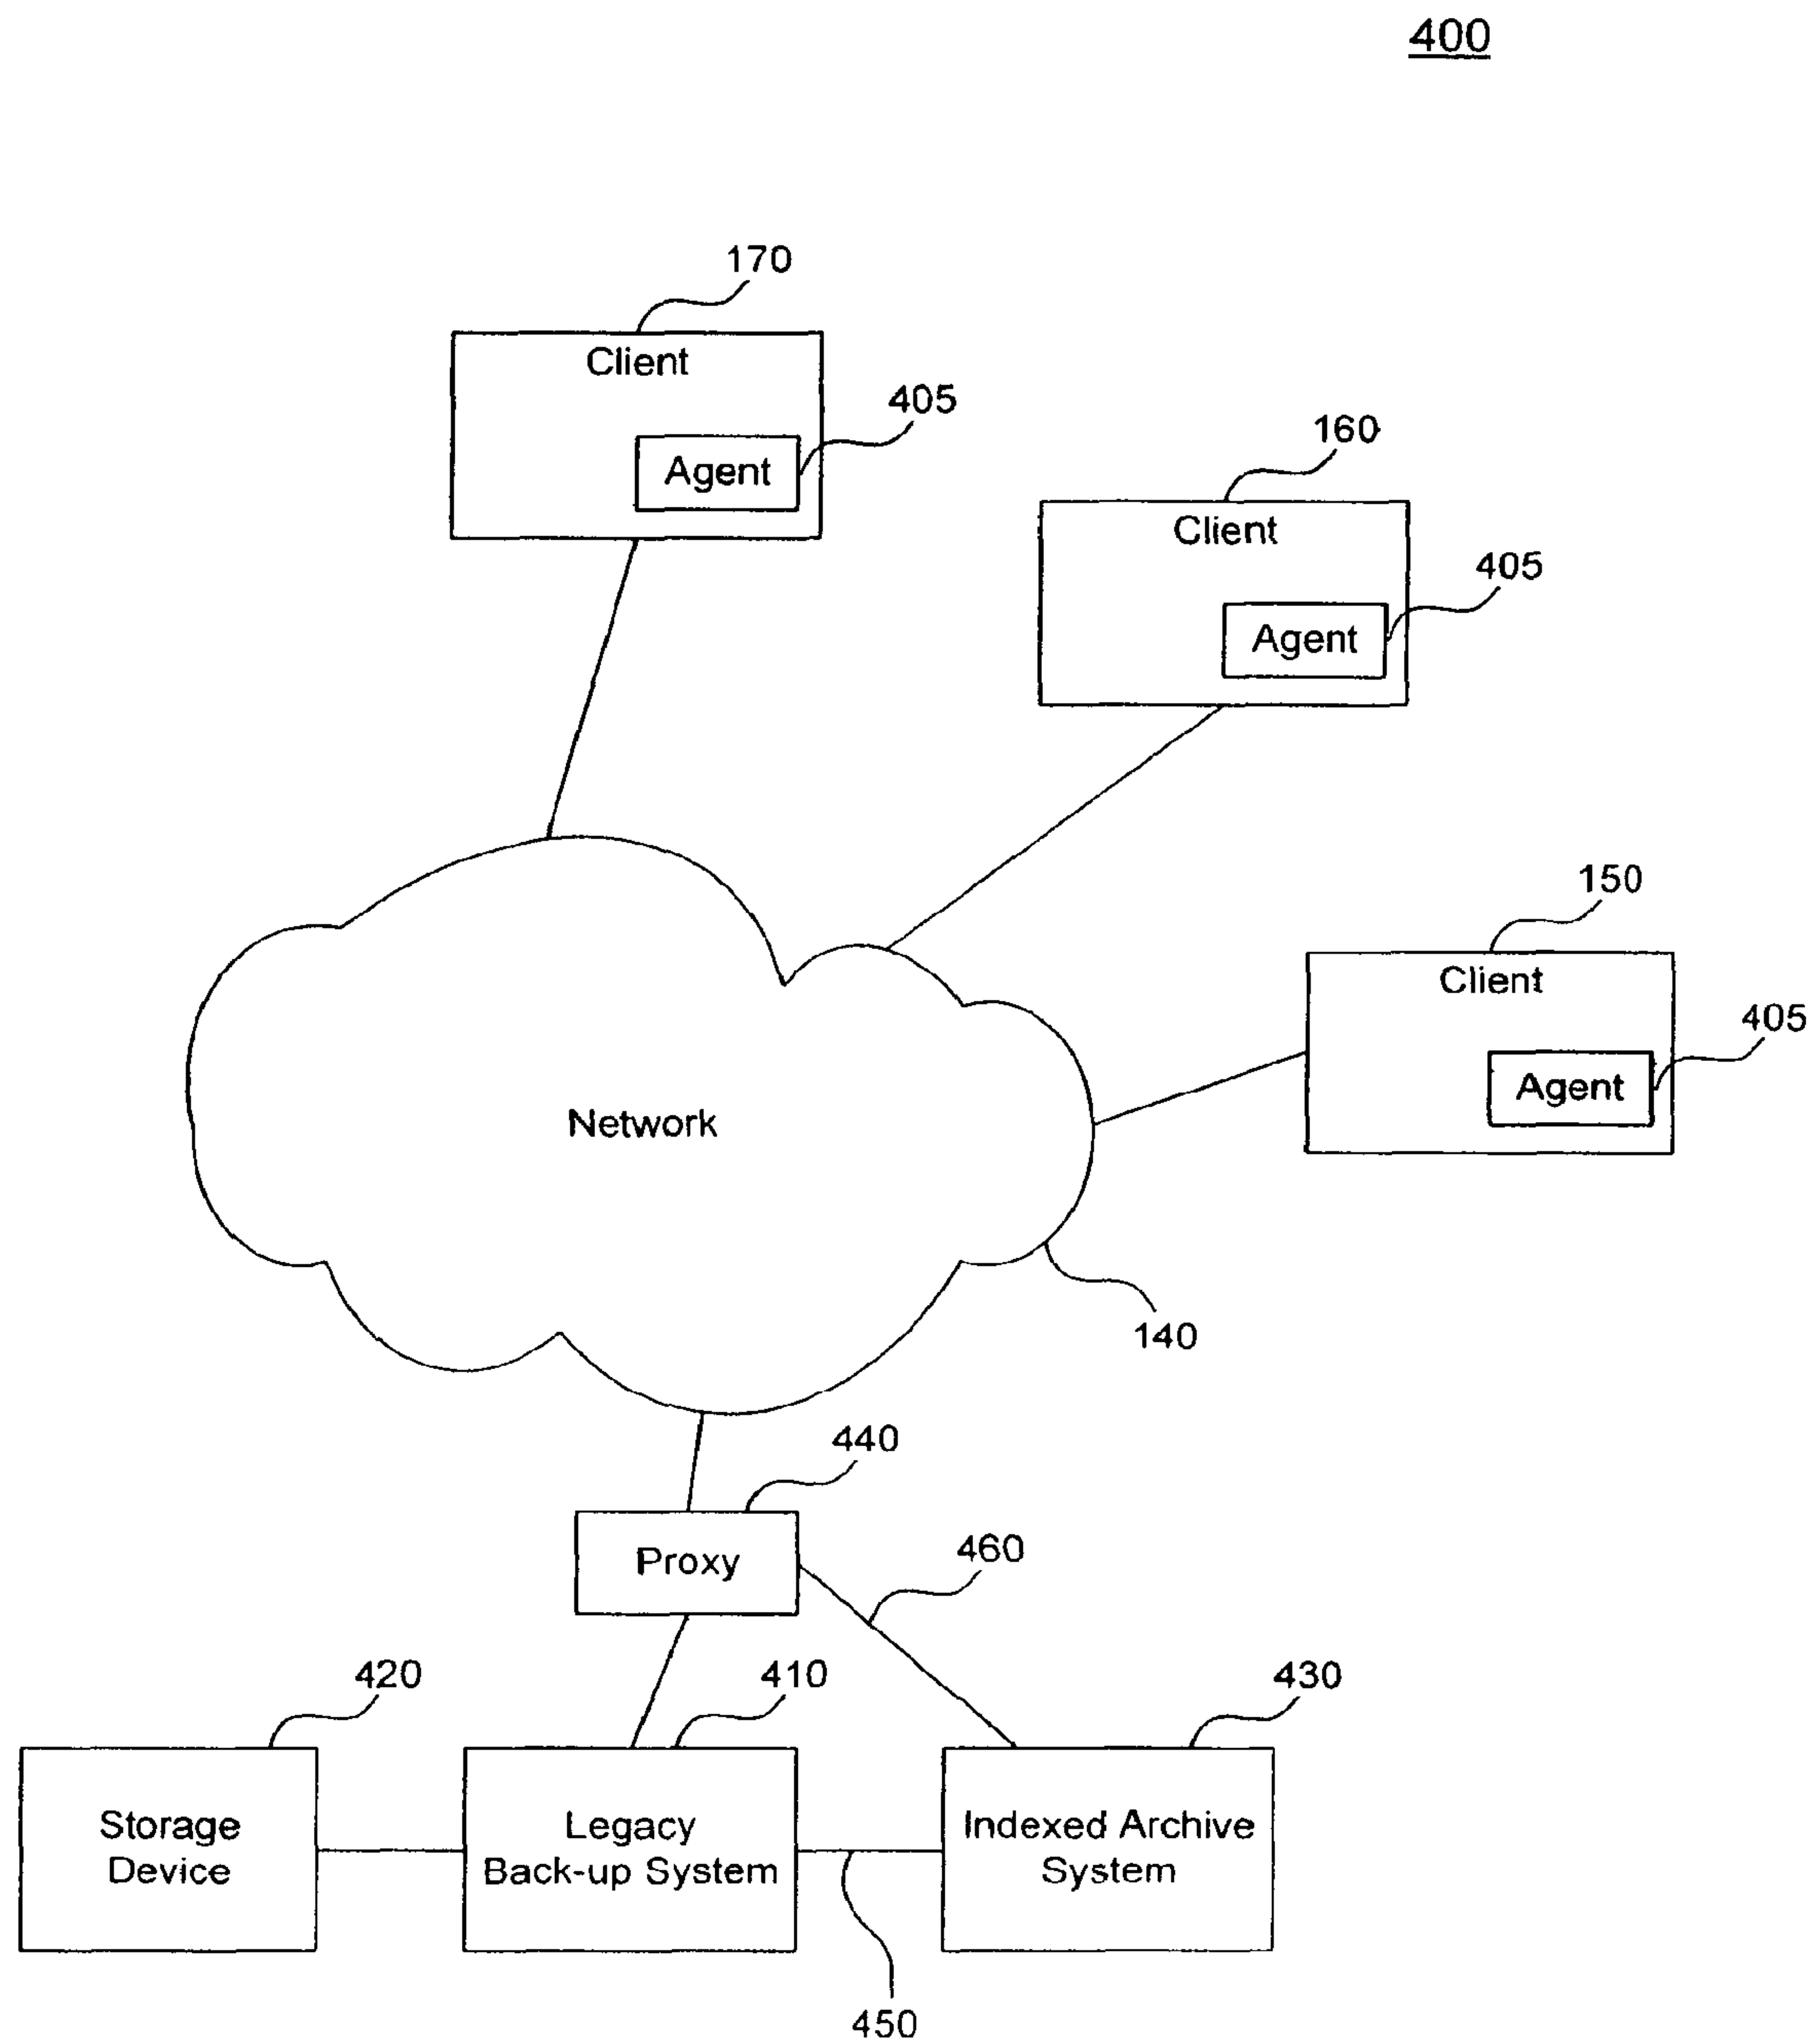 400
170
Client
405
Agent
160
Client
405
Agent
150
Client
405
Agent
Network
140
440
Proxy
460
420
410
430
Storage
Device
Legacy
Back-up System
Indexed Archive
System
450